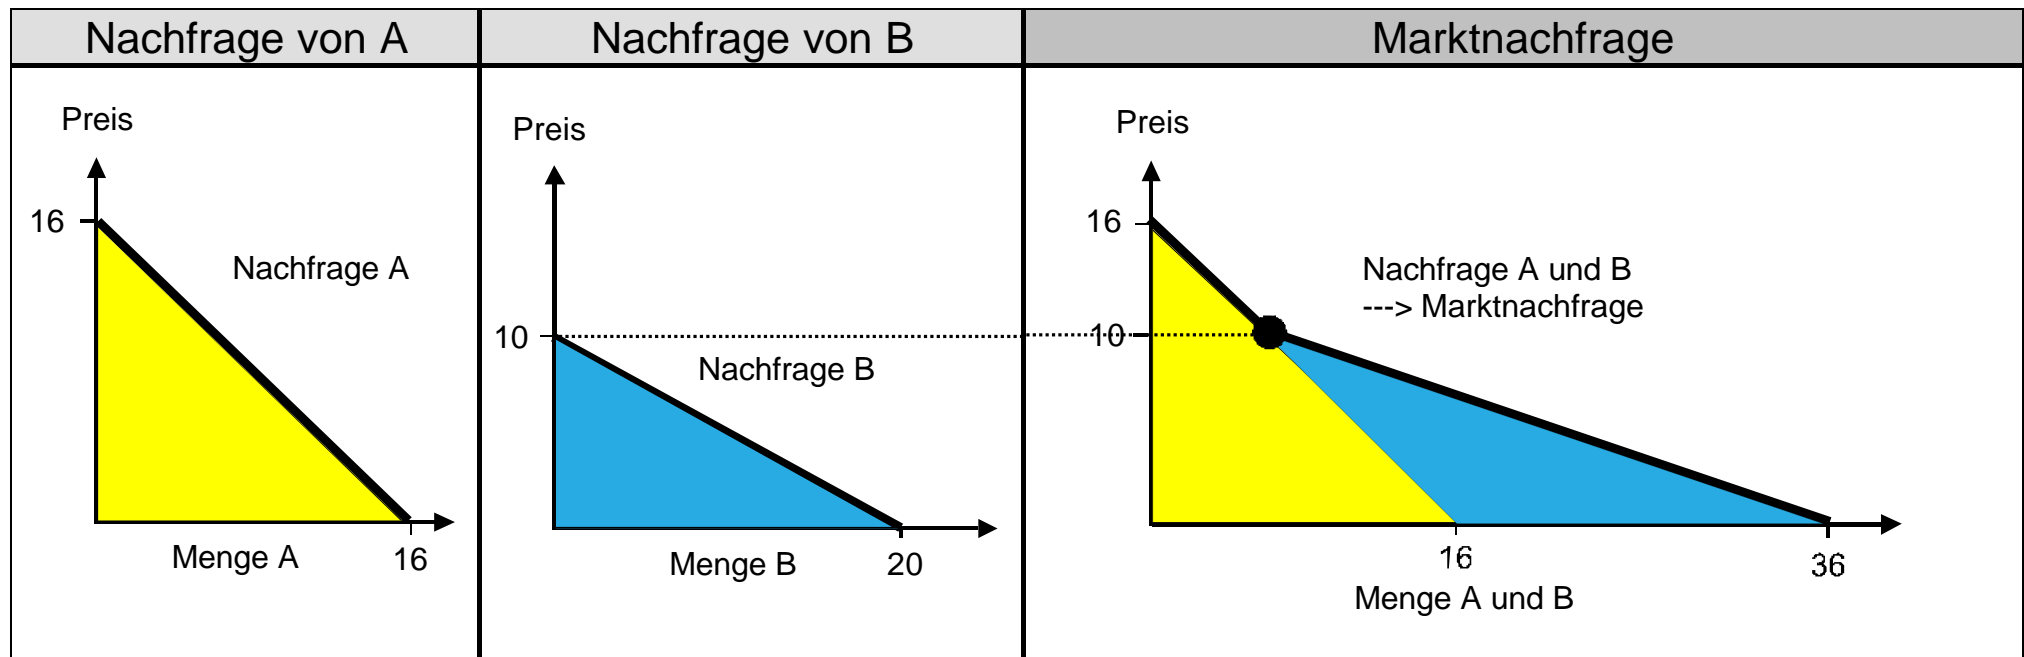 Nachfrage von A
Nachfrage von B
Marktnachfrage
Preis
16
Nachfrage A
Menge A
16
Preis
10
Nachfrage B
Menge B
20
Preis
16
10
Nachfrage A und B
---> Marktnachfrage
16
36
Menge A und B